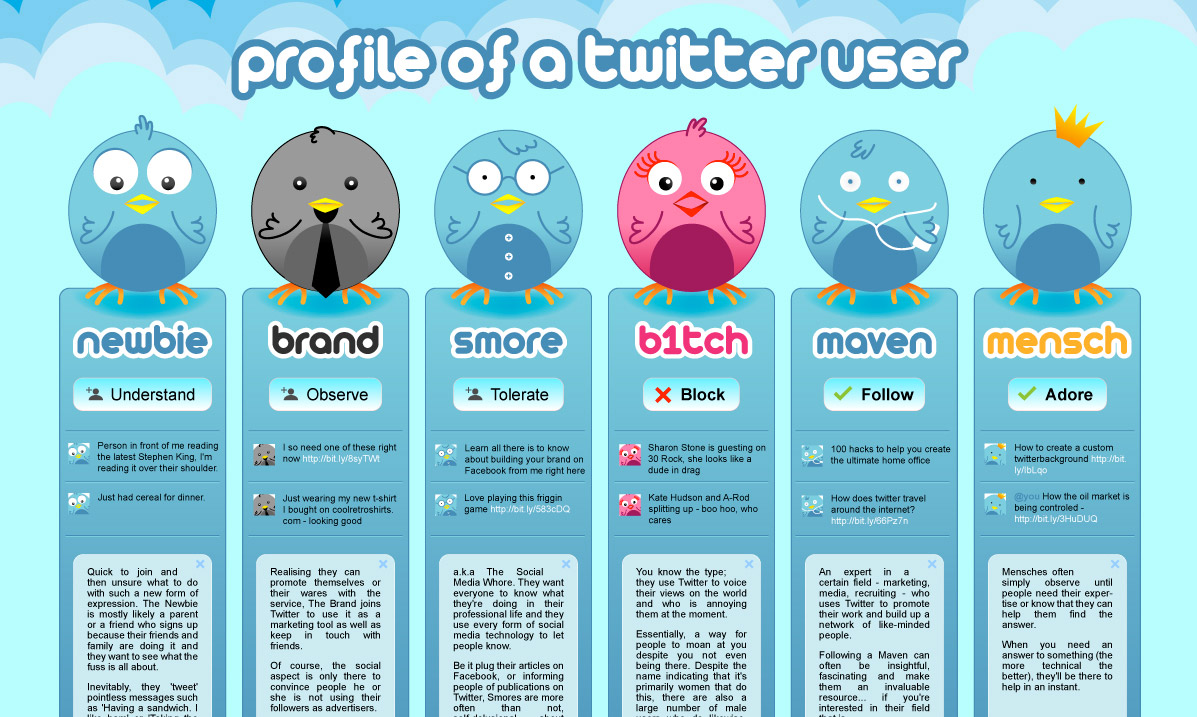 profile of a twitter user
newbie
Understand
Person in front of me reading
the latest Stephen King, I'm
reading it over their shoulder.
Just had cereal for dinner.
Quick to join and
then unsure what to do
with such a new form of
expression. The Newbie
is mostly likely a parent
or a friend who signs up
because their friends and
family are doing it and
they want to see what the
fuss is all about.
Inevitably, they 'tweet'
pointless messages such
as 'Having a sandwich. I
brand
Observe
I so need one of these right
now http://bit.ly/8syTWt
Just wearing my new t-shirt
I bought on coolretroshirts.
com - looking good
Realising they can
promote themselves or
their wares with the
service, The Brand joins
Twitter to use it as a
marketing tool as well as
keep in touch with
friends.
Of course, the social
aspect is only there to
convince people he or
she is not using their
followers as advertisers.
smore
Tolerate
Learn all there is to know
about building your brand on
Facebook from me right here
Love playing this friggin
game http://bit.ly/583cDQ
a.k.a The Social
Media Whore. They want
everyone to know what
they're doing in their
professional life and they
use every form of social
media technology to let
people know.
Be it plug their articles on
Facebook, or informing
people of publications on
Twitter, Smores are more
often than not,
b1tch
Block
Sharon Stone is guesting on
30 Rock, she looks like a
dude in drag
Kate Hudson and A-Rod
splitting up - boo hoo, who
cares
You know the type;
they use Twitter to voice
their views on the world
and who is annoying
them at the moment.
Essentially, a way for
people to moan at you
despite you not even
being there. Despite the
name indicating that it's
primarily women that do
this, there are also a
large number of male
maven
Follow
100 hacks to help you create
the ultimate home office
How does twitter travel
around the internet?
http://bit.ly/66Pz7n
An expert in a
certain field - marketing,
media, recruiting - who
uses Twitter to promote
their work and build up a
network of like-minded
people.
Following a Maven can
often be insightful,
fascinating and make
them an invaluable
resource... if you're
interested in their field
mensch
Adore
How to create a custom
twitterbackground http://bit.
ly/IbLqo
@you How the oil market is
being controled -
http://bit.ly/3HuDUQ
Mensches often
simply observe until
people need their exper-
tise or know that they can
help them find the
answer.
When you need an
answer to something (the
more technical the
better), they'll be there to
help in an instant.